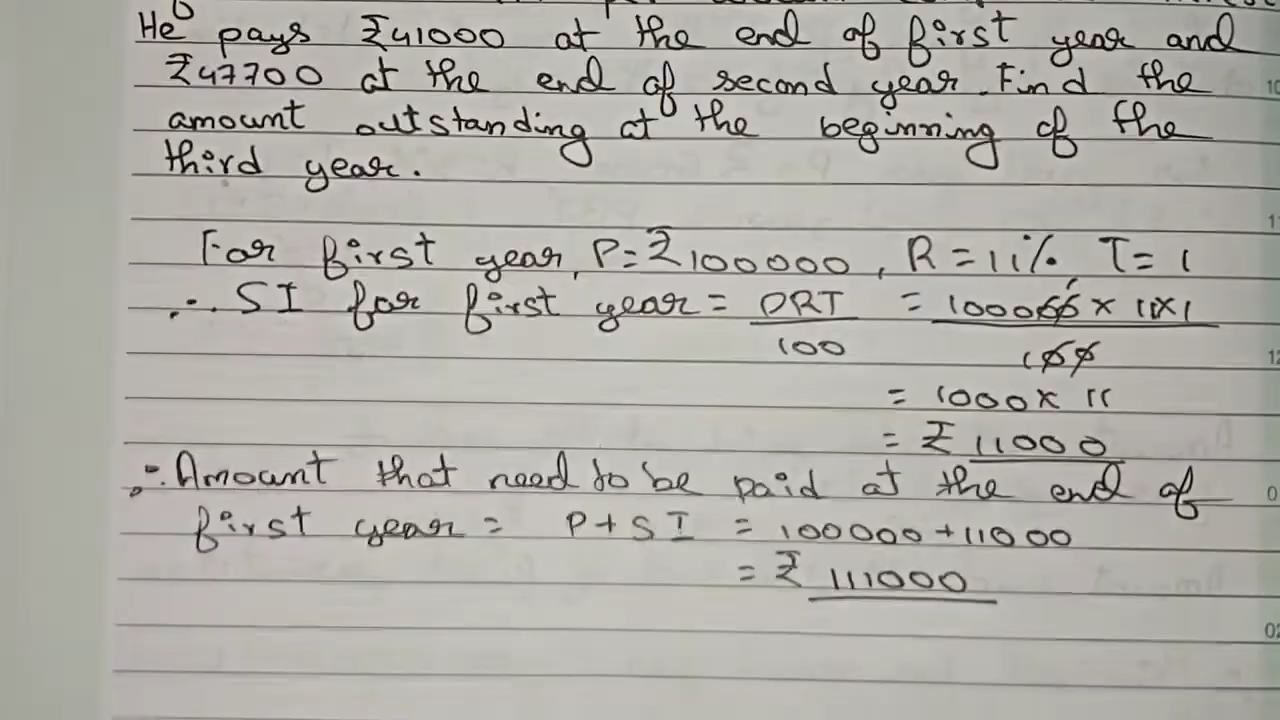 He pays ₹41000 at the end of first year and
₹47700 at the end of second year. Find the
amount outstanding at the beginning of the
third year.
For first year, P=₹100000, R=11% T=1
∴ SI for first year = PRT/100 = 100000×11×1/100
= 1000×11
= ₹11000
∴ Amount that need to be paid at the end of
first year = P+SI = 100000+11000
= ₹111000